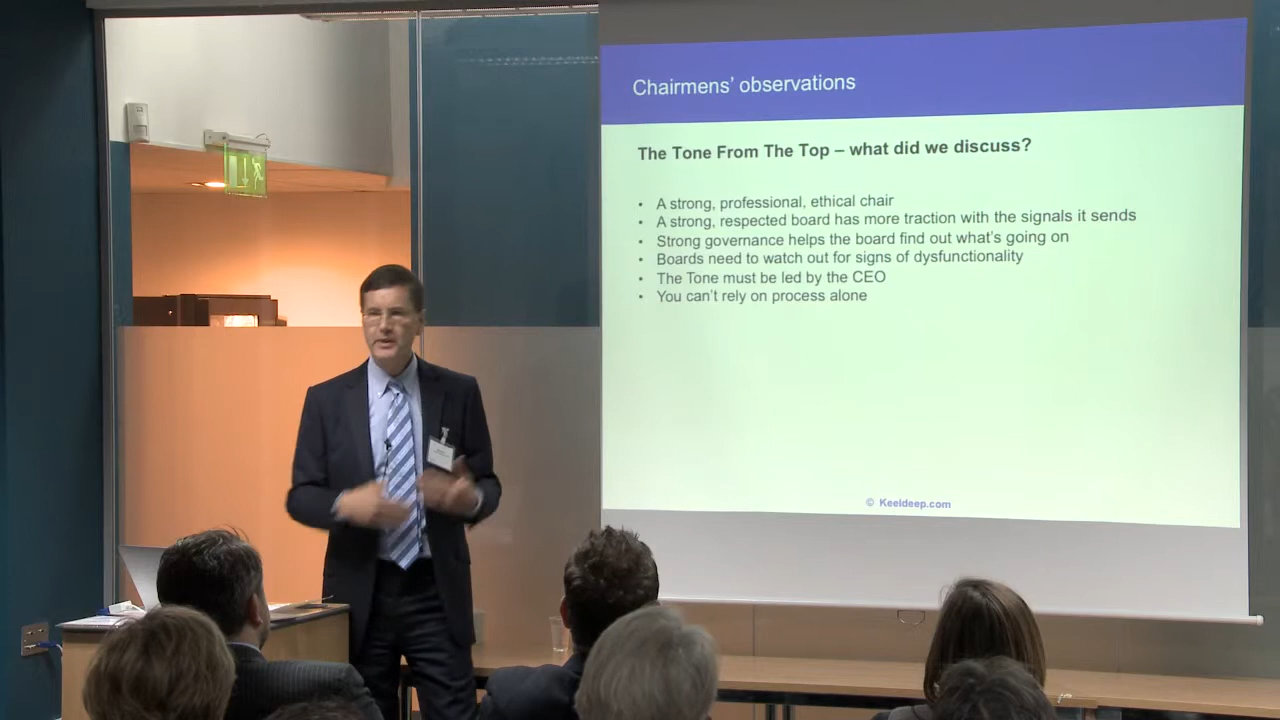 Chairmens' observations
The Tone From The Top – what did we discuss?
• A strong, professional, ethical chair
• A strong, respected board has more traction with the signals it sends
• Strong governance helps the board find out what's going on
• Boards need to watch out for signs of dysfunctionality
• The Tone must be led by the CEO
• You can't rely on process alone
© Keeldeep.com